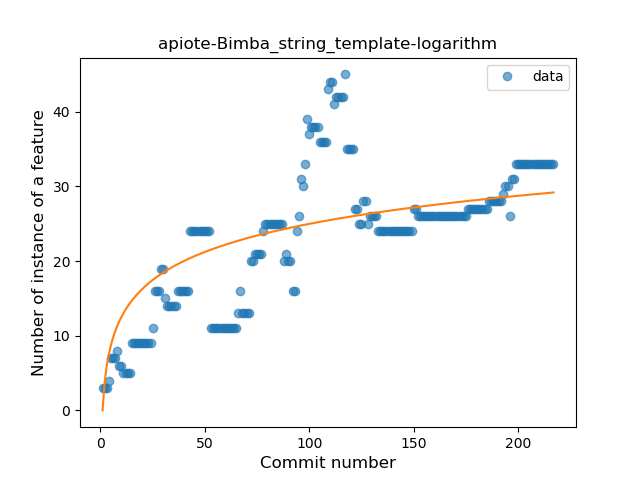 apiote-Bimba_string_template-logarithm
data
Number of instance of a feature
40
30
20
10
0
0 50 100 150 200
Commit number